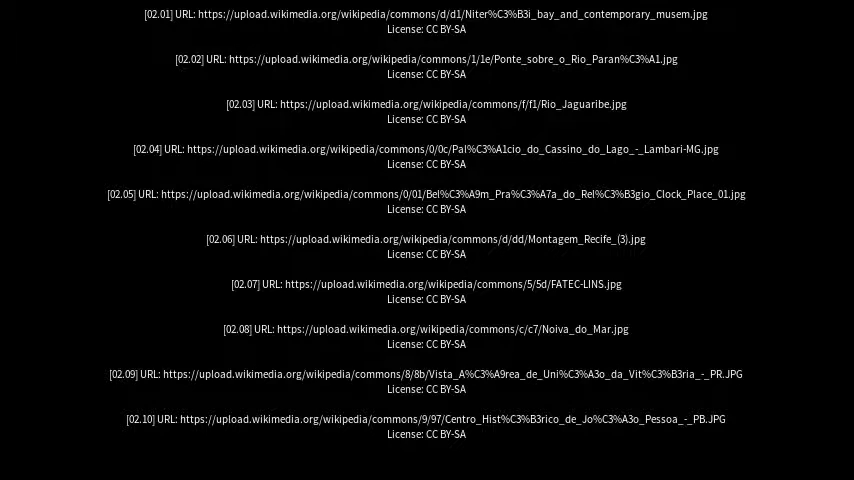 [02.01] URL: https://upload.wikimedia.org/wikipedia/commons/d/d1/Niter%C3%B3i_bay_and_contemporary_musem.jpg
License: CC BY-SA
[02.02] URL: https://upload.wikimedia.org/wikipedia/commons/1/1e/Ponte_sobre_o_Rio_Paran%C3%A1.jpg
License: CC BY-SA
[02.03] URL: https://upload.wikimedia.org/wikipedia/commons/f/f1/Rio_Jaguaribe.jpg
License: CC BY-SA
[02.04] URL: https://upload.wikimedia.org/wikipedia/commons/0/0c/Pal%C3%A1cio_do_Cassino_do_Lago_-_Lambari-MG.jpg
License: CC BY-SA
[02.05] URL: https://upload.wikimedia.org/wikipedia/commons/0/01/Bel%C3%A9m_Pra%C3%A7a_do_Rel%C3%B3gio_Clock_Place_01.jpg
License: CC BY-SA
[02.06] URL: https://upload.wikimedia.org/wikipedia/commons/d/dd/Montagem_Recife_(3).jpg
License: CC BY-SA
[02.07] URL: https://upload.wikimedia.org/wikipedia/commons/5/5d/FATEC-LINS.jpg
License: CC BY-SA
[02.08] URL: https://upload.wikimedia.org/wikipedia/commons/c/c7/Noiva_do_Mar.jpg
License: CC BY-SA
[02.09] URL: https://upload.wikimedia.org/wikipedia/commons/8/8b/Vista_A%C3%A9rea_de_Uni%C3%A3o_da_Vit%C3%B3ria_-_PR.JPG
License: CC BY-SA
[02.10] URL: https://upload.wikimedia.org/wikipedia/commons/9/97/Centro_Hist%C3%B3rico_de_Jo%C3%A3o_Pessoa_-_PB.JPG
License: CC BY-SA